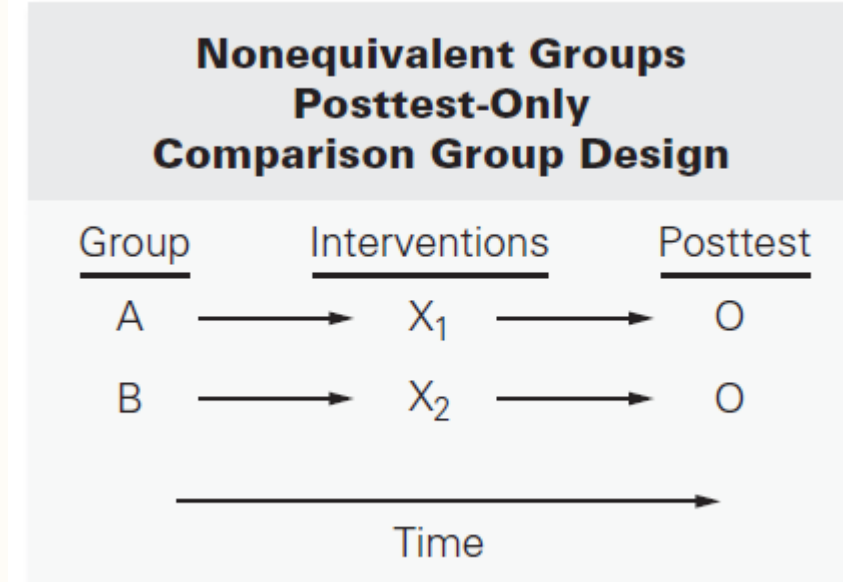 Nonequivalent Groups
Posttest-Only
Comparison Group Design
Group Interventions Posttest
A X₁ O
B X₂ O
Time